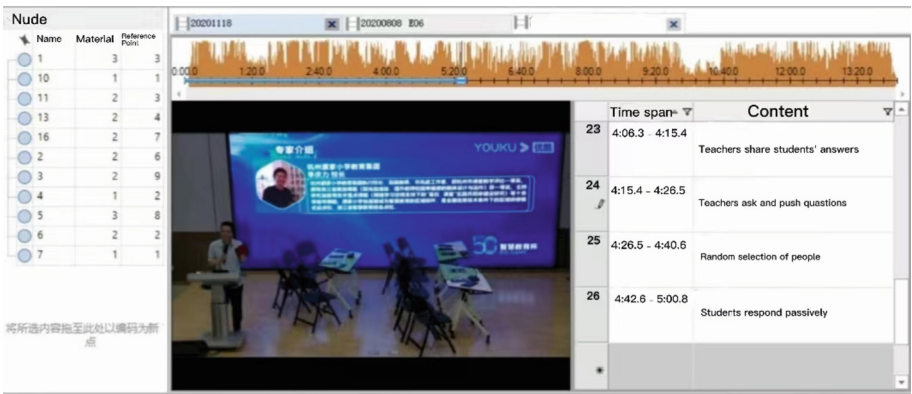 Nude
Name Material Reference Point
1 3 3
10 1 1
11 2 3
13 2 4
16 2 7
2 2 6
3 2 9
4 1 2
5 3 8
6 2 2
7 1 1
将所选内容拖至此处以编码为新
点
20201118
20200808 E06
0:00.0 1:20.0 2:40.0 4:00.0 5:20.0 6:40.0 8:00.0 9:20.0 10:40.0 12:00.0 13:20.0
专家介绍
YOUKU
5G 智慧教育杯
Time span Content
23 4:06.3 - 4:15.4 Teachers share students' answers
24 4:15.4 - 4:26.5 Teachers ask and push quastions
25 4:26.5 - 4:40.6 Random selection of people
26 4:42.6 - 5:00.8 Students respond passively